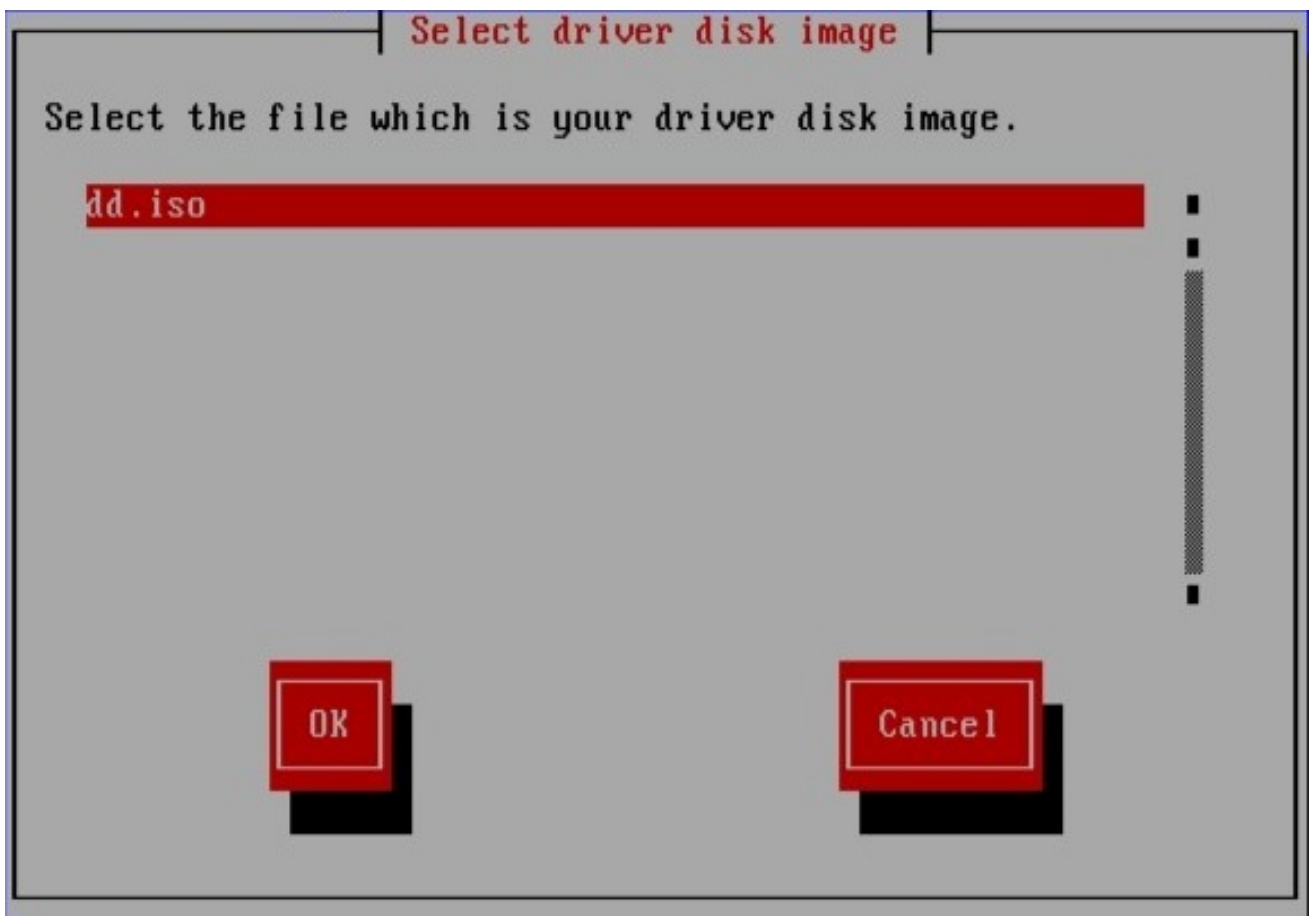 Select driver disk image
Select the file which is your driver disk image.
dd.iso
OK
Cancel